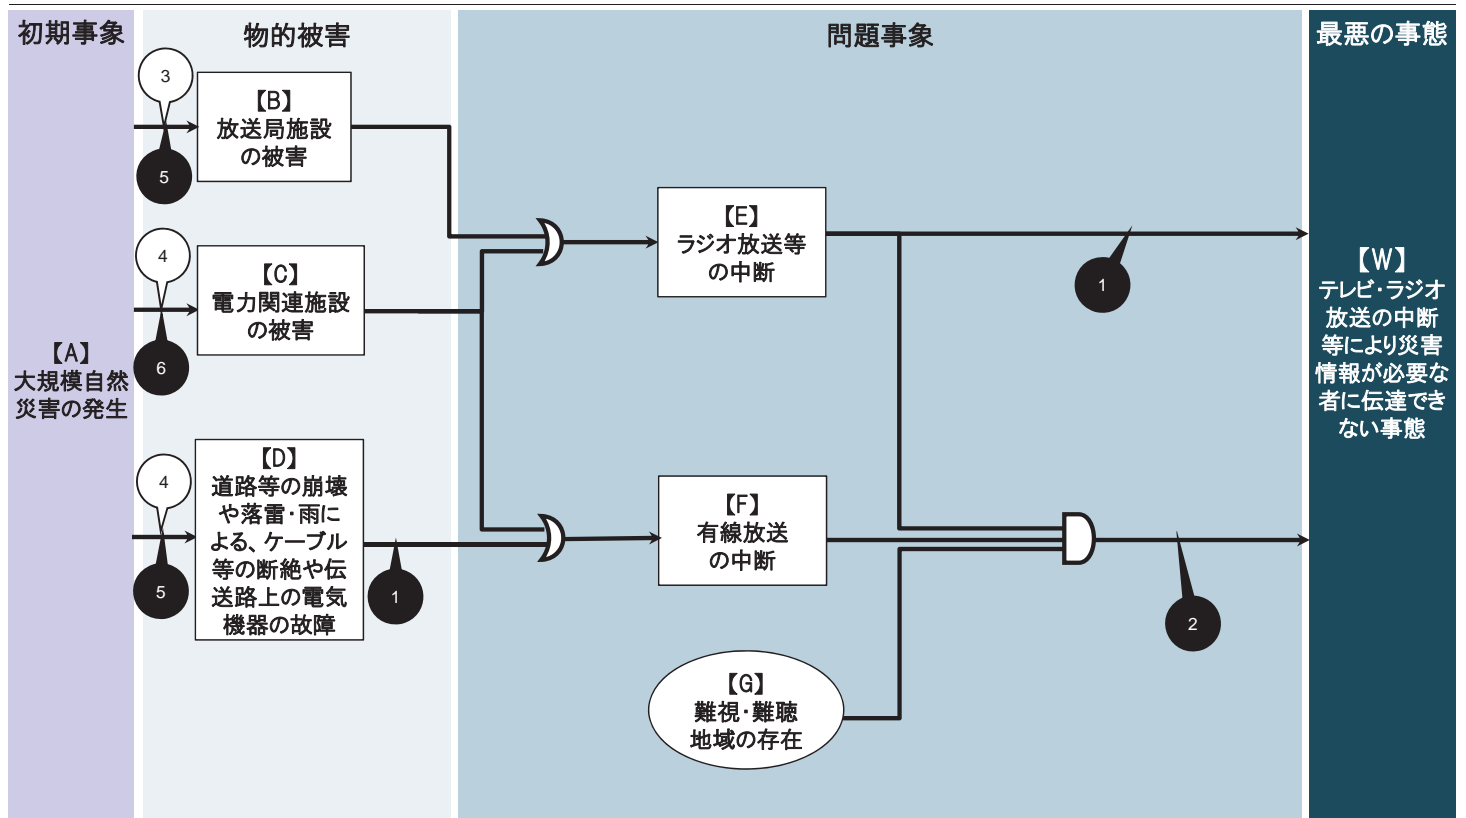 初期事象
物的被害
問題事象
最悪の事態
【A】
大規模自然
災害の発生
3
5
【B】
放送局施設
の被害
4
6
【C】
電力関連施設
の被害
4
5
【D】
道路等の崩壊
や落雷・雨に
よる、ケーブル
等の断絶や伝
送路上の電気
機器の故障
1
【E】
ラジオ放送等
の中断
1
【F】
有線放送
の中断
2
【G】
難視・難聴
地域の存在
【W】
テレビ・ラジオ
放送の中断
等により災害
情報が必要な
者に伝達でき
ない事態